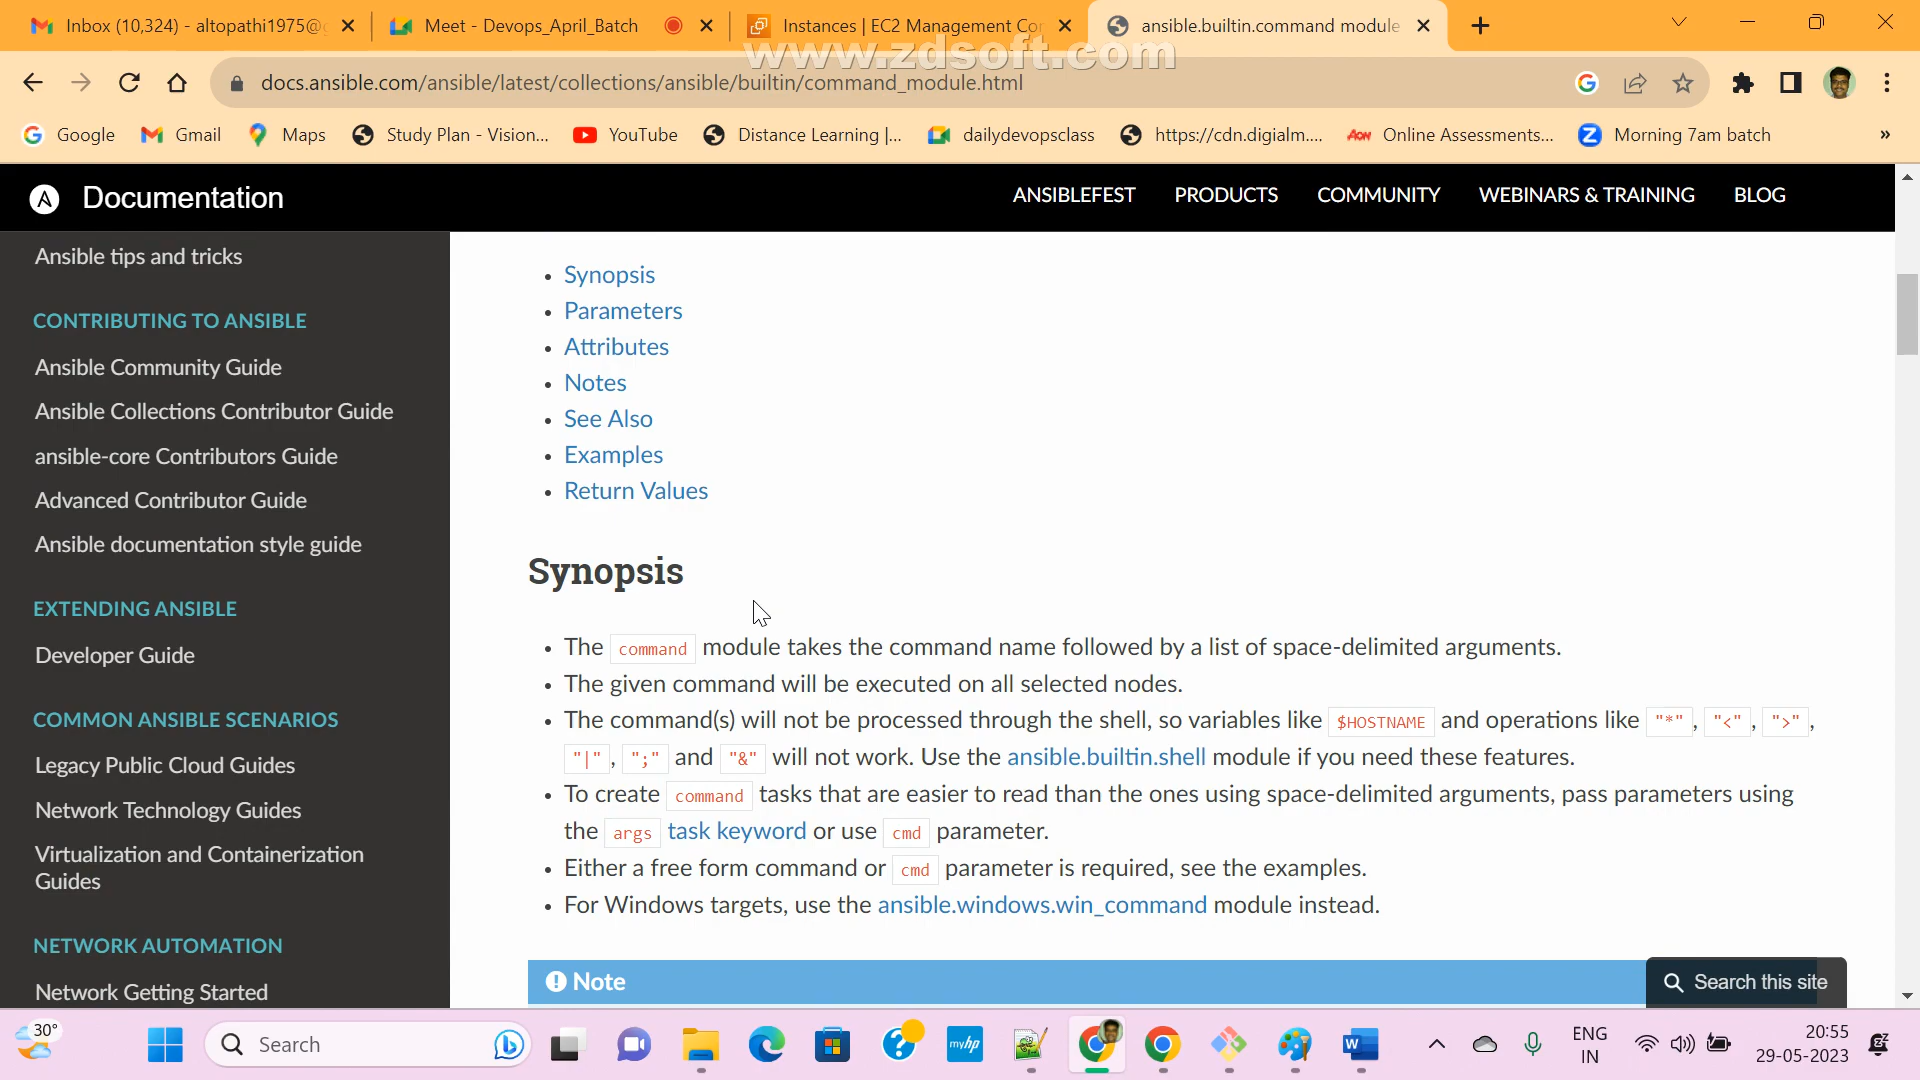 Inbox (10,324) - altopathi1975@g
Meet - Devops_April_Batch
Instances | EC2 Management Con
ansible.builtin.command module
www.zdsoft.com
docs.ansible.com/ansible/latest/collections/ansible/builtin/command_module.html
Google
Gmail
Maps
Study Plan - Vision...
YouTube
Distance Learning |...
dailydevopsclass
https://cdn.digialm....
Online Assessments...
Morning 7am batch
»
Documentation
ANSIBLEFEST
PRODUCTS
COMMUNITY
WEBINARS & TRAINING
BLOG
Ansible tips and tricks
CONTRIBUTING TO ANSIBLE
Ansible Community Guide
Ansible Collections Contributor Guide
ansible-core Contributors Guide
Advanced Contributor Guide
Ansible documentation style guide
EXTENDING ANSIBLE
Developer Guide
COMMON ANSIBLE SCENARIOS
Legacy Public Cloud Guides
Network Technology Guides
Virtualization and Containerization
Guides
NETWORK AUTOMATION
Network Getting Started
• Synopsis
• Parameters
• Attributes
• Notes
• See Also
• Examples
• Return Values
Synopsis
• The command module takes the command name followed by a list of space-delimited arguments.
• The given command will be executed on all selected nodes.
• The command(s) will not be processed through the shell, so variables like $HOSTNAME and operations like "*", "<", ">",
"|", ";" and "&" will not work. Use the ansible.builtin.shell module if you need these features.
• To create command tasks that are easier to read than the ones using space-delimited arguments, pass parameters using
the args task keyword or use cmd parameter.
• Either a free form command or cmd parameter is required, see the examples.
• For Windows targets, use the ansible.windows.win_command module instead.
Note
Search this site
30°
Search
myhp
ENG
IN
20:55
29-05-2023